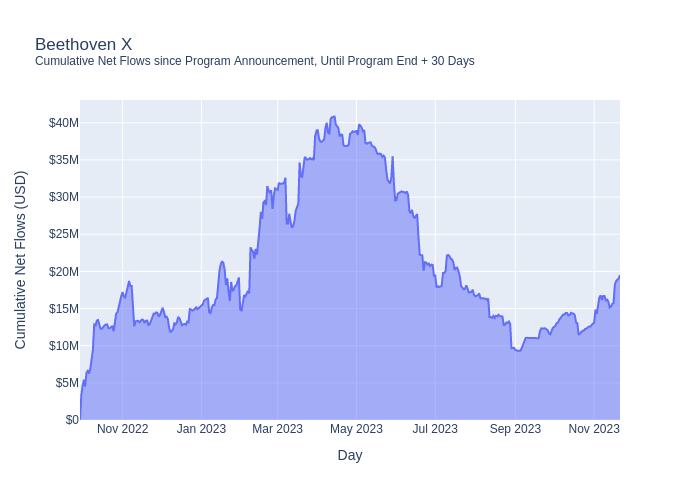 Beethoven X
Cumulative Net Flows since Program Announcement, Until Program End + 30 Days
Cumulative Net Flows (USD)
$40M
$35M
$30M
$25M
$20M
$15M
$10M
$5M
$0
Nov 2022 Jan 2023 Mar 2023 May 2023 Jul 2023 Sep 2023 Nov 2023
Day